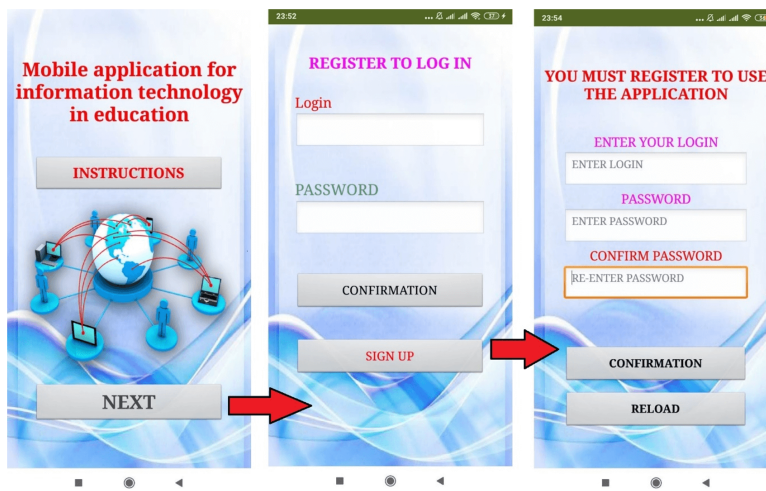 Mobile application for
information technology
in education
INSTRUCTIONS
NEXT
23:52
37
REGISTER TO LOG IN
Login
PASSWORD
CONFIRMATION
SIGN UP
23:54
YOU MUST REGISTER TO USE
THE APPLICATION
ENTER YOUR LOGIN
ENTER LOGIN
PASSWORD
ENTER PASSWORD
CONFIRM PASSWORD
RE-ENTER PASSWORD
CONFIRMATION
RELOAD